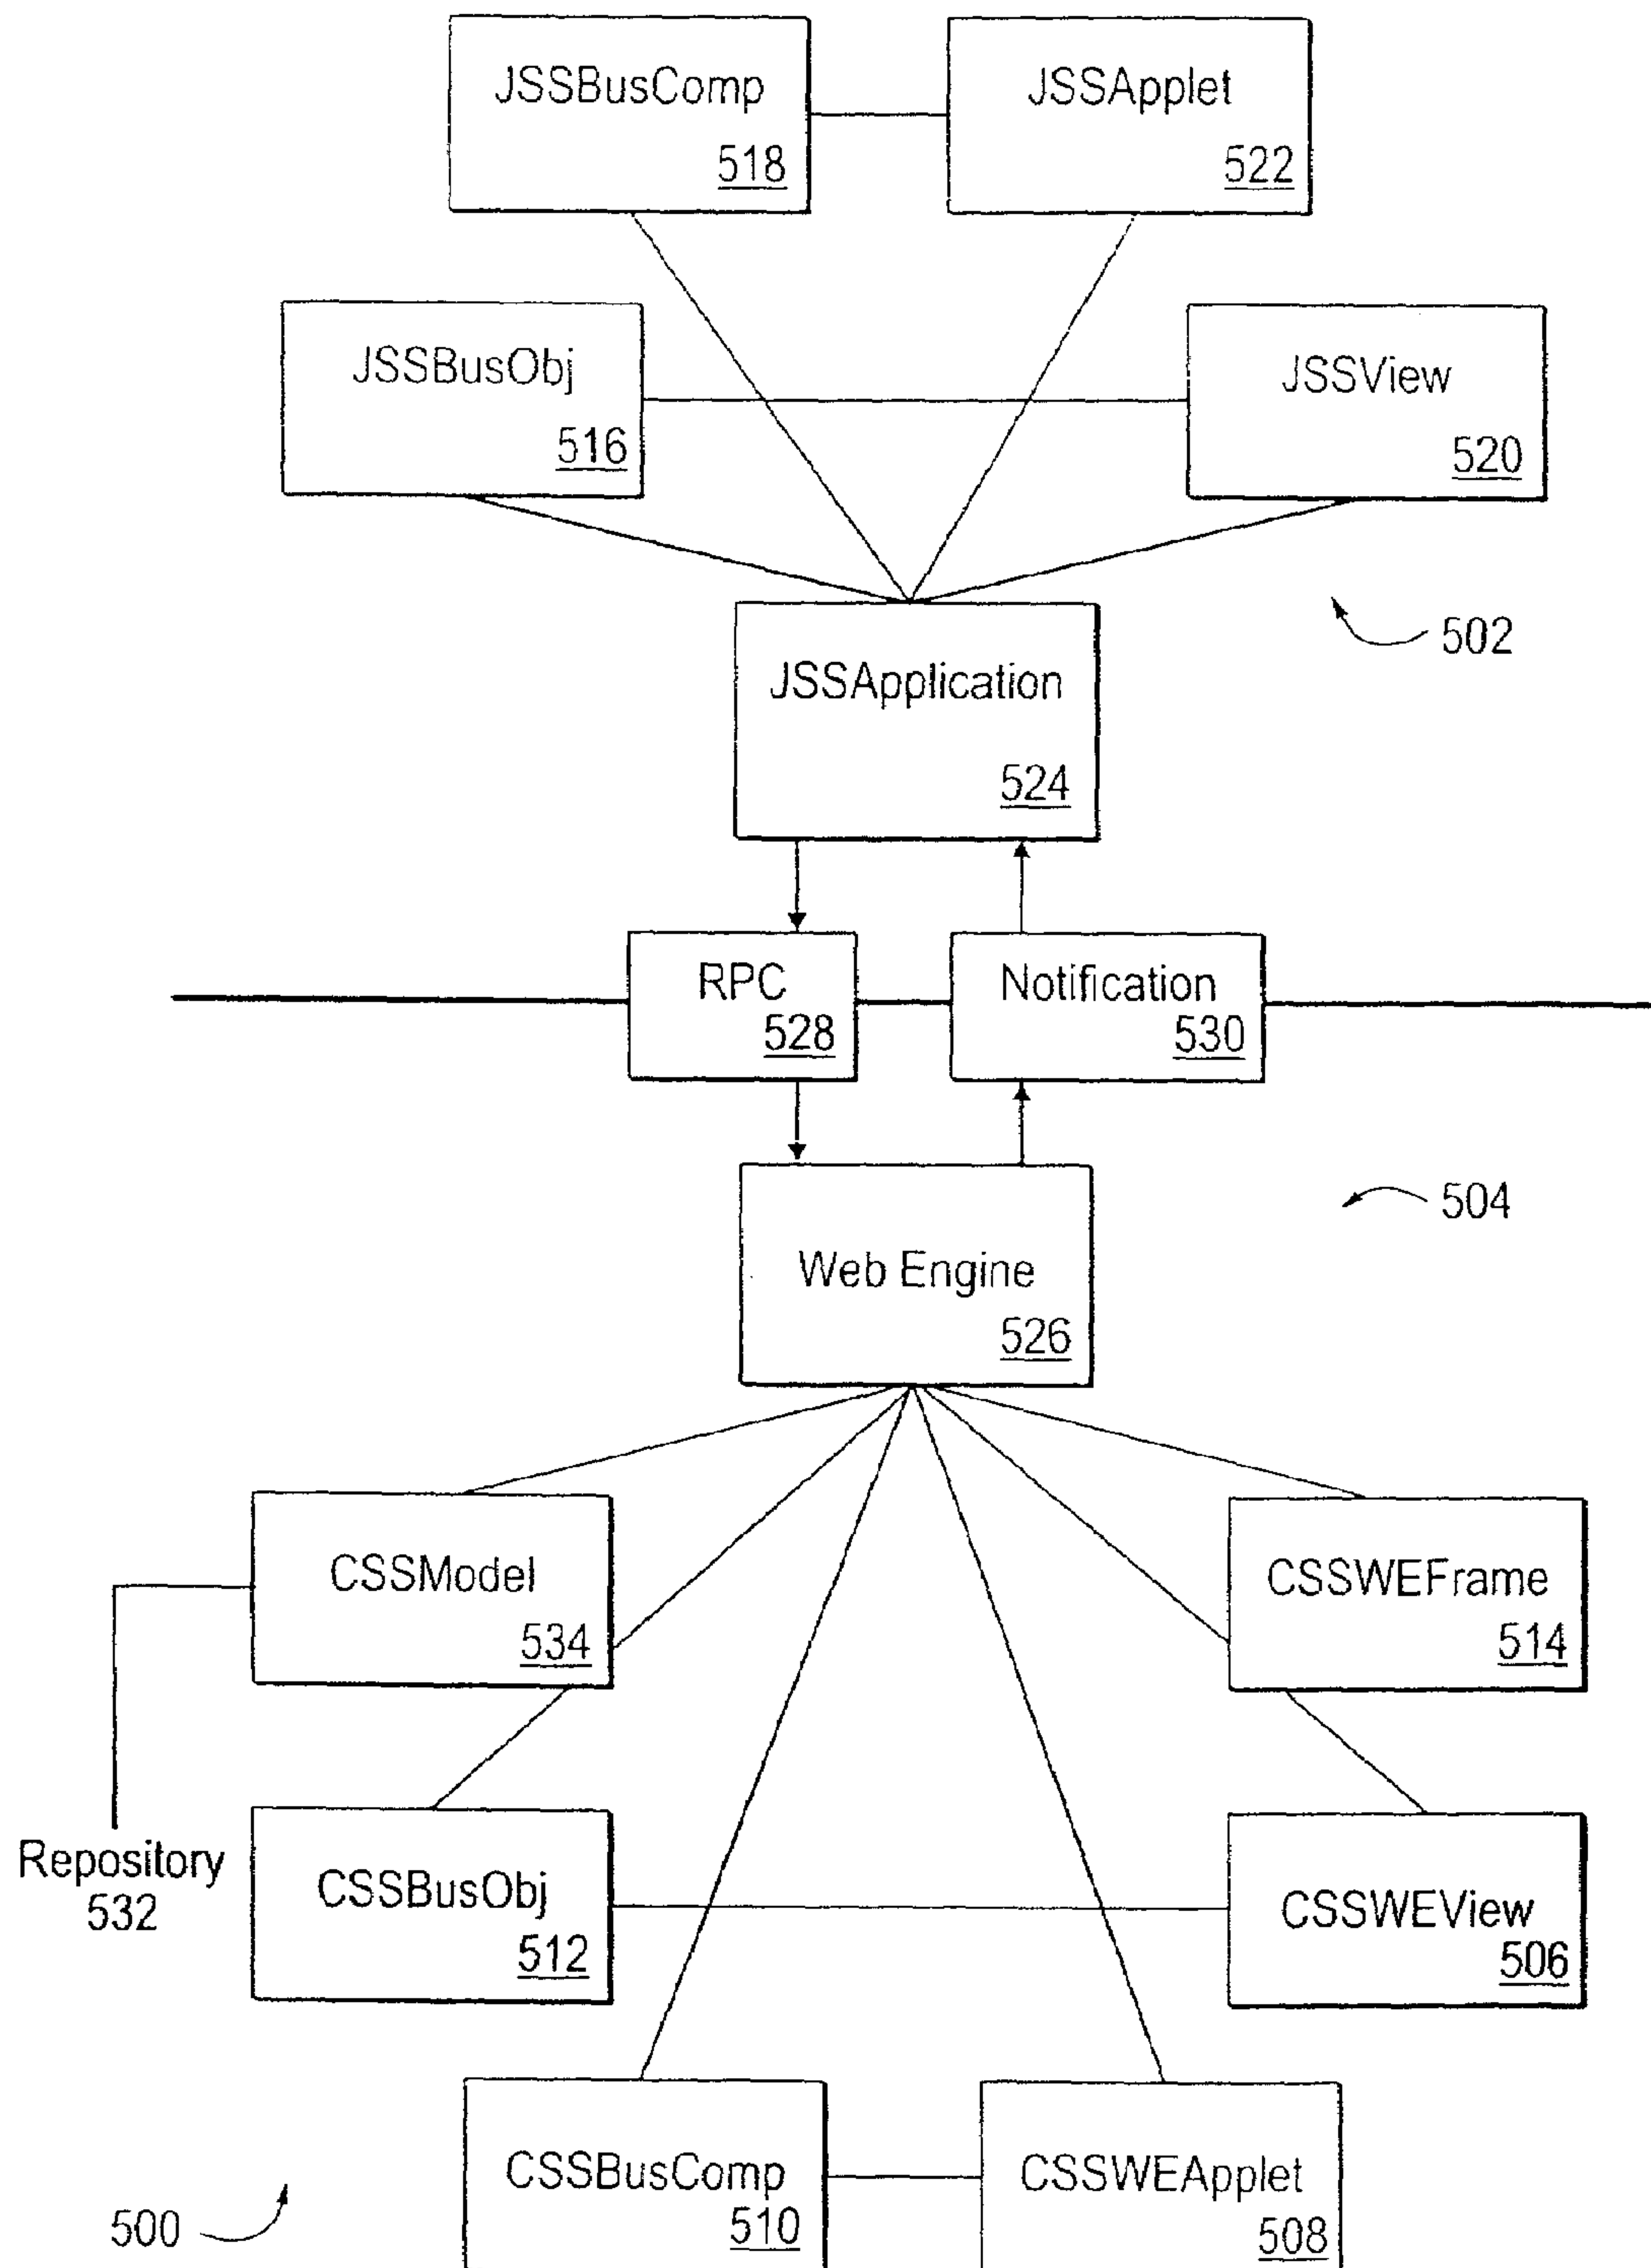 JSSBusComp
518
JSSApplet
522
JSSBusObj
516
JSSView
520
JSSApplication
524
502
RPC
528
Notification
530
504
Web Engine
526
CSSModel
534
CSSWEFrame
514
Repository
532
CSSBusObj
512
CSSWEView
506
CSSBusComp
510
CSSWEApplet
508
500